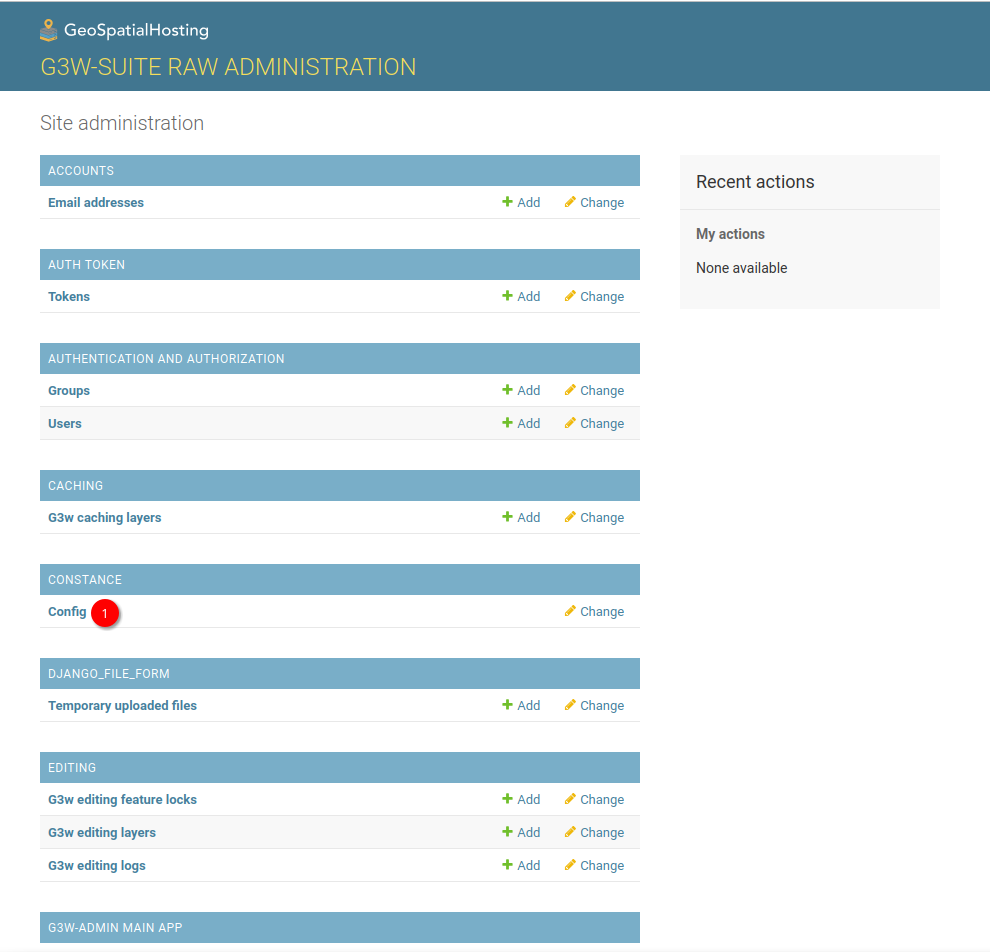 GeoSpatialHosting
G3W-SUITE RAW ADMINISTRATION
Site administration
ACCOUNTS
Email addresses Add Change
AUTH TOKEN
Tokens Add Change
AUTHENTICATION AND AUTHORIZATION
Groups Add Change
Users Add Change
CACHING
G3w caching layers Add Change
CONSTANCE
Config 1 Change
DJANGO_FILE_FORM
Temporary uploaded files Add Change
EDITING
G3w editing feature locks Add Change
G3w editing layers Add Change
G3w editing logs Add Change
G3W-ADMIN MAIN APP
Recent actions
My actions
None available